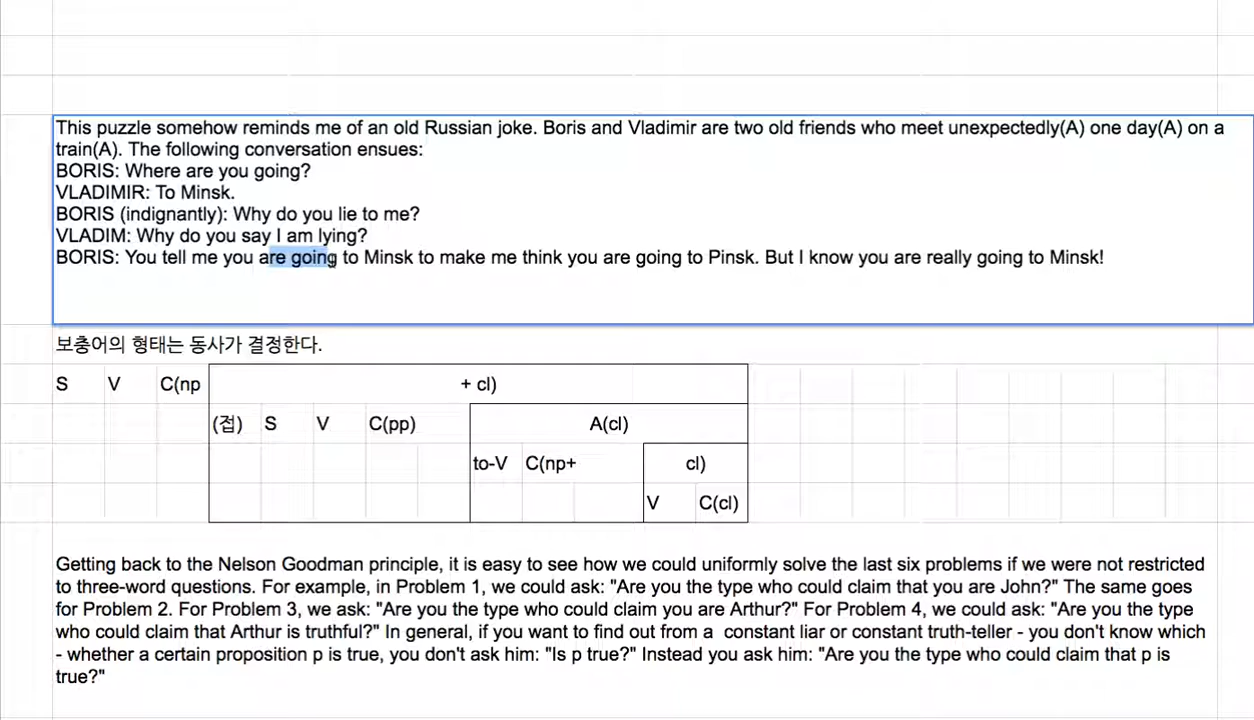 This puzzle somehow reminds me of an old Russian joke. Boris and Vladimir are two old friends who meet unexpectedly(A) one day(A) on a
train(A). The following conversation ensues:
BORIS: Where are you going?
VLADIMIR: To Minsk.
BORIS (indignantly): Why do you lie to me?
VLADIM: Why do you say I am lying?
BORIS: You tell me you are going to Minsk to make me think you are going to Pinsk. But I know you are really going to Minsk!
보충어의 형태는 동사가 결정한다.
S V C(np + cl)
(접) S V C(pp) A(cl)
to-V C(np+ cl)
V C(cl)
Getting back to the Nelson Goodman principle, it is easy to see how we could uniformly solve the last six problems if we were not restricted
to three-word questions. For example, in Problem 1, we could ask: "Are you the type who could claim that you are John?" The same goes
for Problem 2. For Problem 3, we ask: "Are you the type who could claim you are Arthur?" For Problem 4, we could ask: "Are you the type
who could claim that Arthur is truthful?" In general, if you want to find out from a  constant liar or constant truth-teller - you don't know which
- whether a certain proposition p is true, you don't ask him: "Is p true?" Instead you ask him: "Are you the type who could claim that p is
true?"